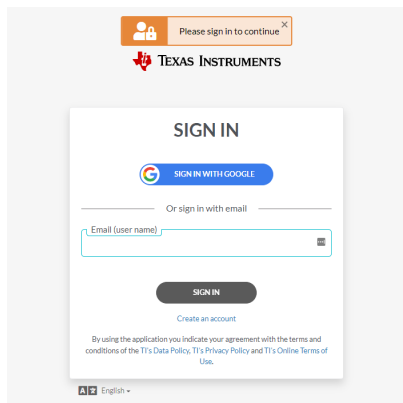 Please sign in to continue
TEXAS INSTRUMENTS
SIGN IN
SIGN IN WITH GOOGLE
Or sign in with email
Email (user name)
SIGN IN
Create an account
By using the application you indicate your agreement with the terms and
conditions of the TI's Data Policy, TI's Privacy Policy and TI's Online Terms of
Use.
English